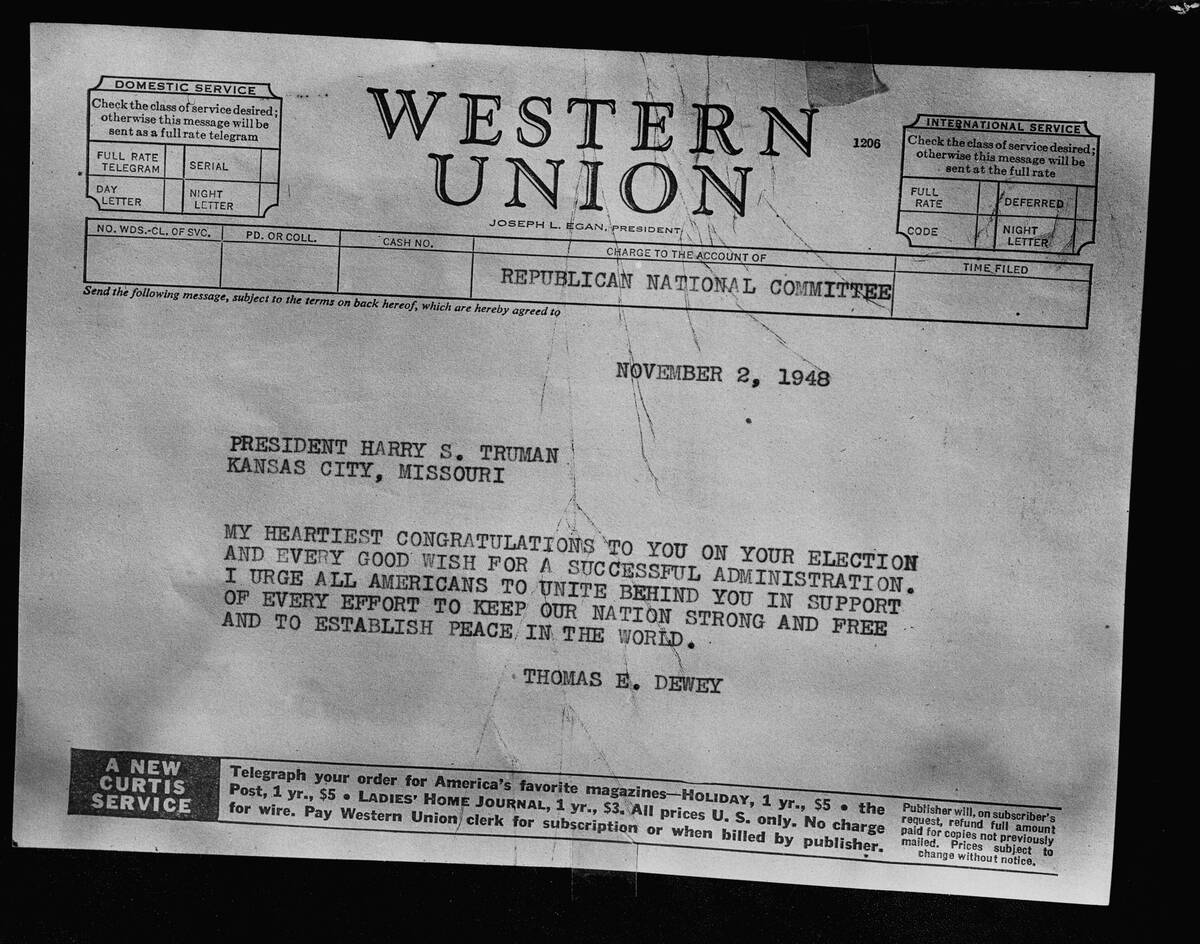 DOMESTIC SERVICE
Check the class of service desired;
otherwise this message will be
sent as a full rate telegram
FULL RATE
TELEGRAM
SERIAL
DAY
LETTER
NIGHT
LETTER
WESTERN
UNION
1206
JOSEPH L. EGAN, PRESIDENT
INTERNATIONAL SERVICE
Check the class of service desired;
otherwise this message will be
sent at the full rate
FULL
RATE
DEFERRED
CODE
NIGHT
LETTER
NO. WDS.-CL. OF SVC.
PD. OR COLL.
CASH NO.
CHARGE TO THE ACCOUNT OF
TIME FILED
REPUBLICAN NATIONAL COMMITTEE
Send the following message, subject to the terms on back hereof, which are hereby agreed to
NOVEMBER 2, 1948
PRESIDENT HARRY S. TRUMAN
KANSAS CITY, MISSOURI
MY HEARTIEST CONGRATULATIONS TO YOU ON YOUR ELECTION
AND EVERY GOOD WISH FOR A SUCCESSFUL ADMINISTRATION.
I URGE ALL AMERICANS TO UNITE BEHIND YOU IN SUPPORT
OF EVERY EFFORT TO KEEP OUR NATION STRONG AND FREE
AND TO ESTABLISH PEACE IN THE WORLD.
THOMAS E. DEWEY
A NEW
CURTIS
SERVICE
Telegraph your order for America's favorite magazines—HOLIDAY, 1 yr., $5 • the
Post, 1 yr., $5 • LADIES' HOME JOURNAL, 1 yr., $3. All prices U. S. only. No charge
for wire. Pay Western Union clerk for subscription or when billed by publisher.
Publisher will, on subscriber's
request, refund full amount
paid for copies not previously
mailed. Prices subject to
change without notice.